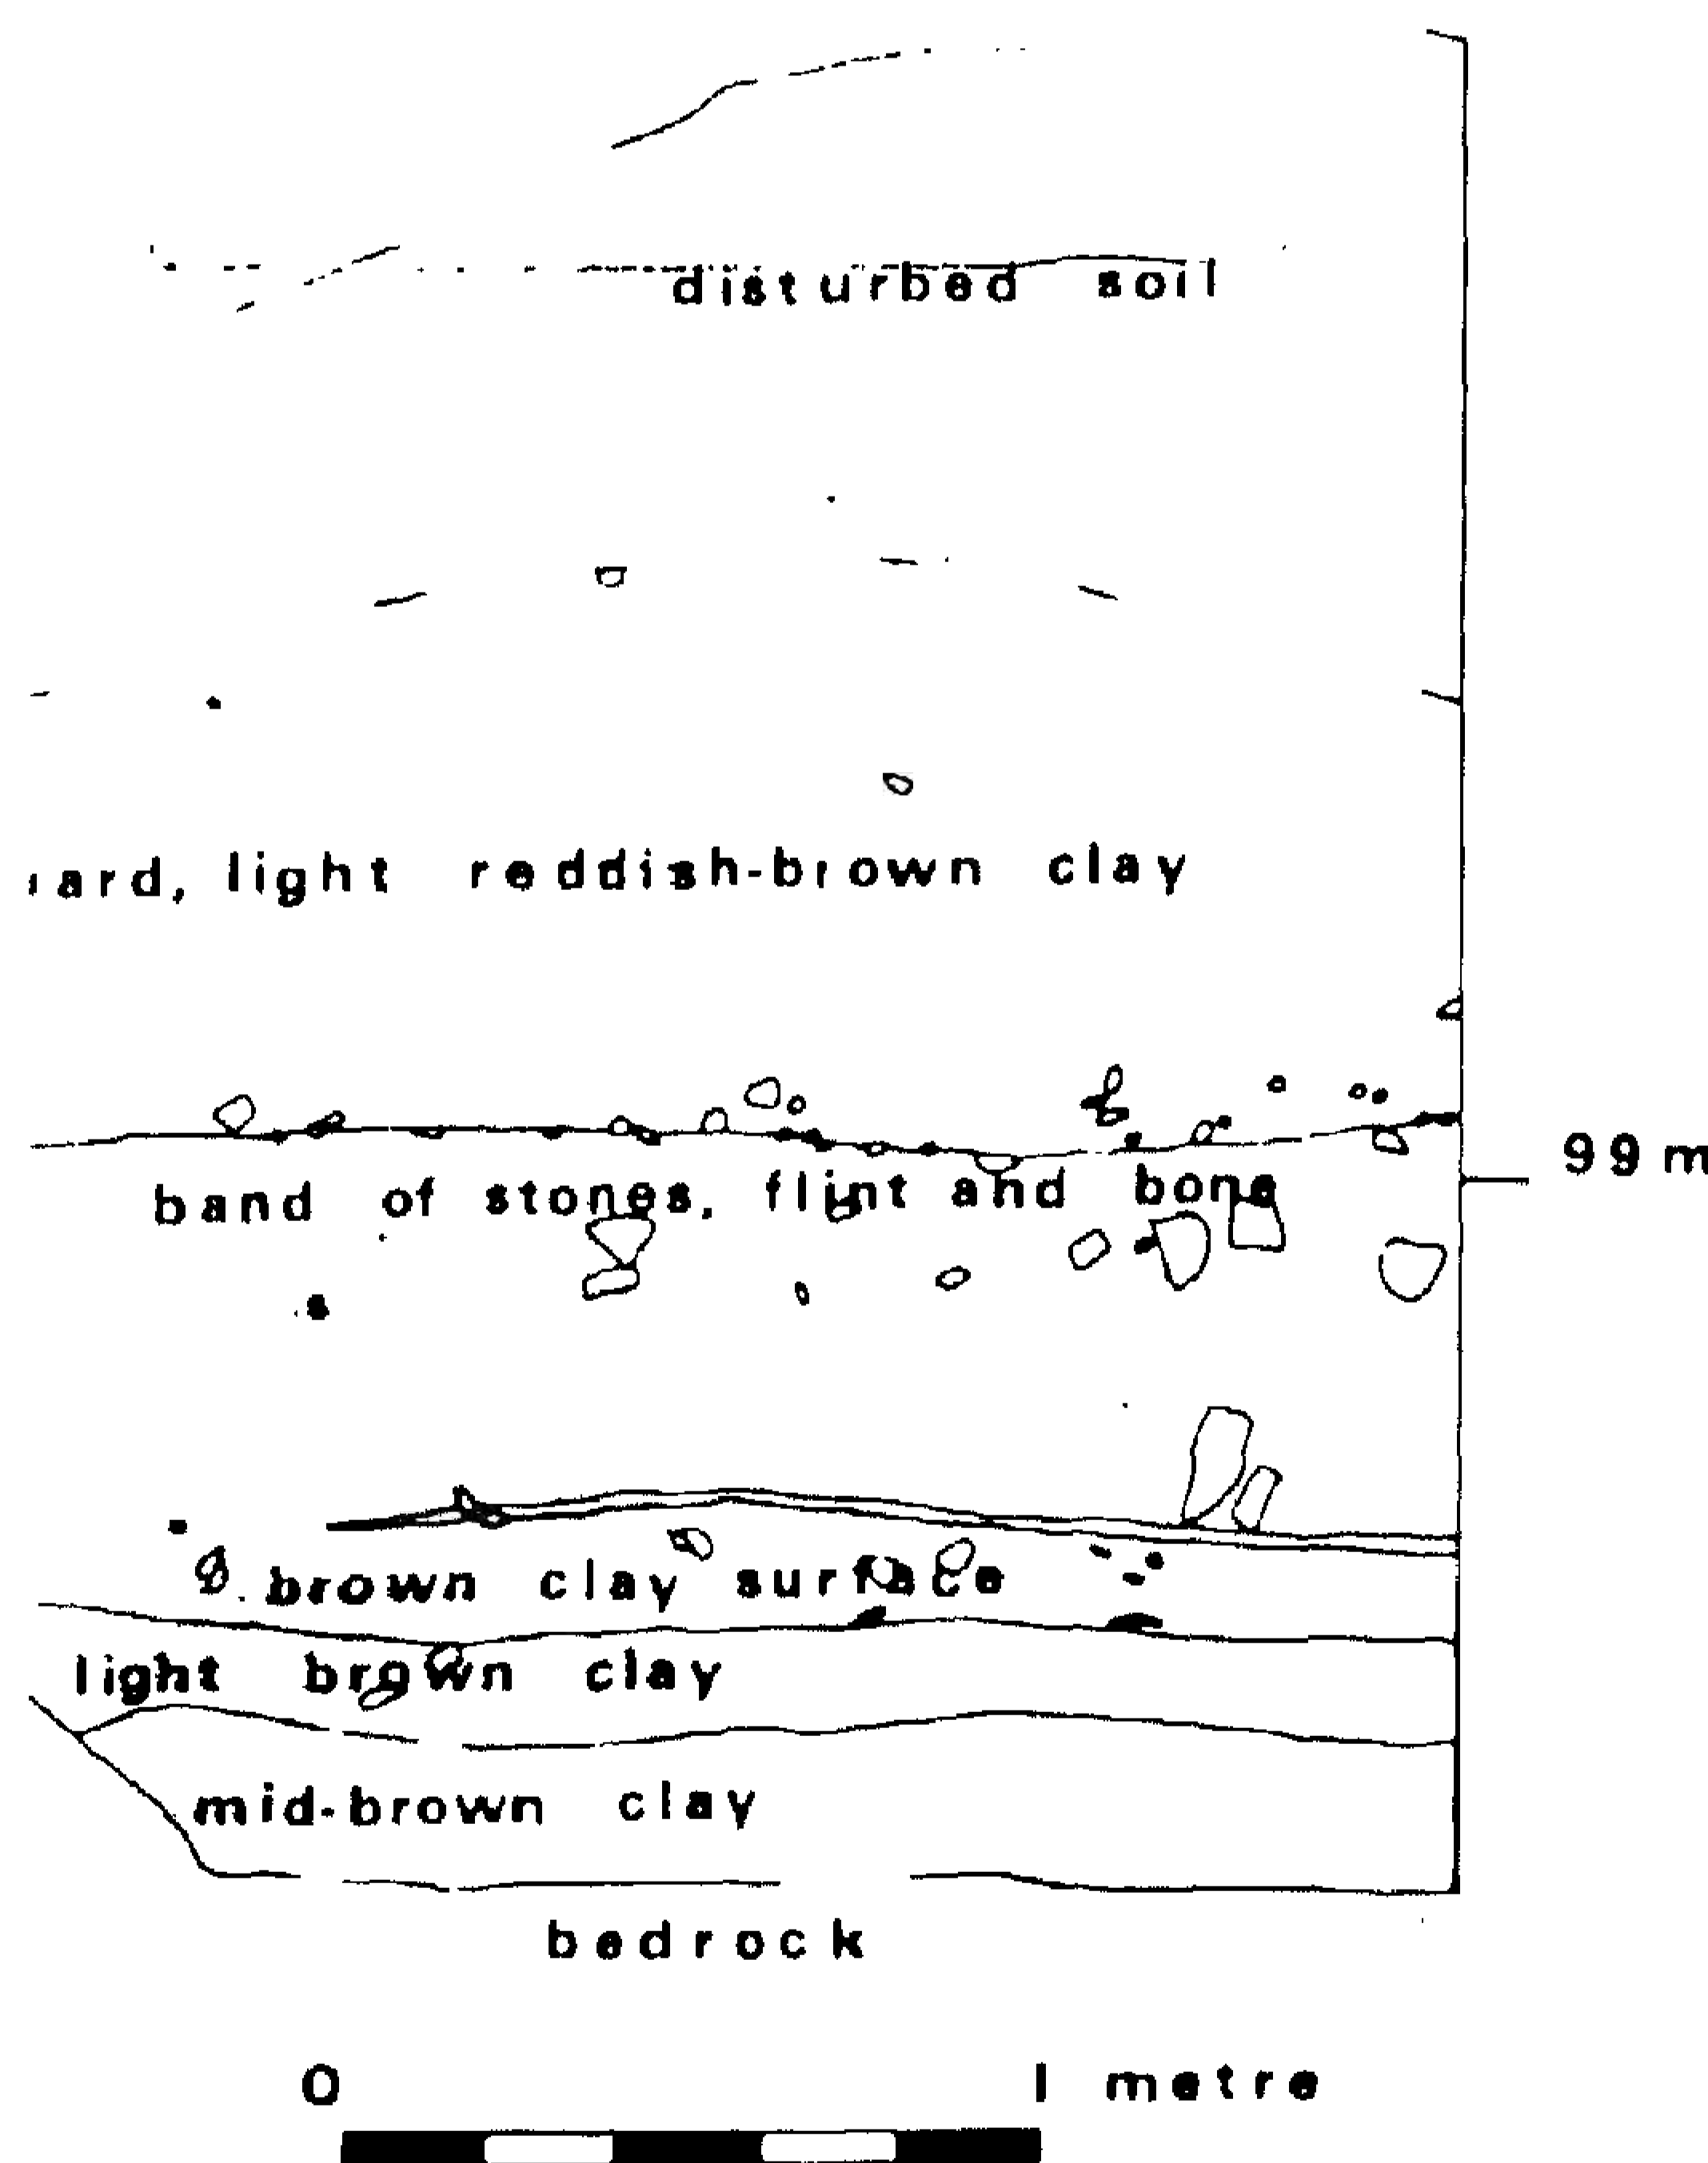 disturbed soil
ard, light reddish-brown clay
99 m
band of stones, flint and bone
brown clay surface
light brown clay
mid-brown clay
bedrock
0 1 metre